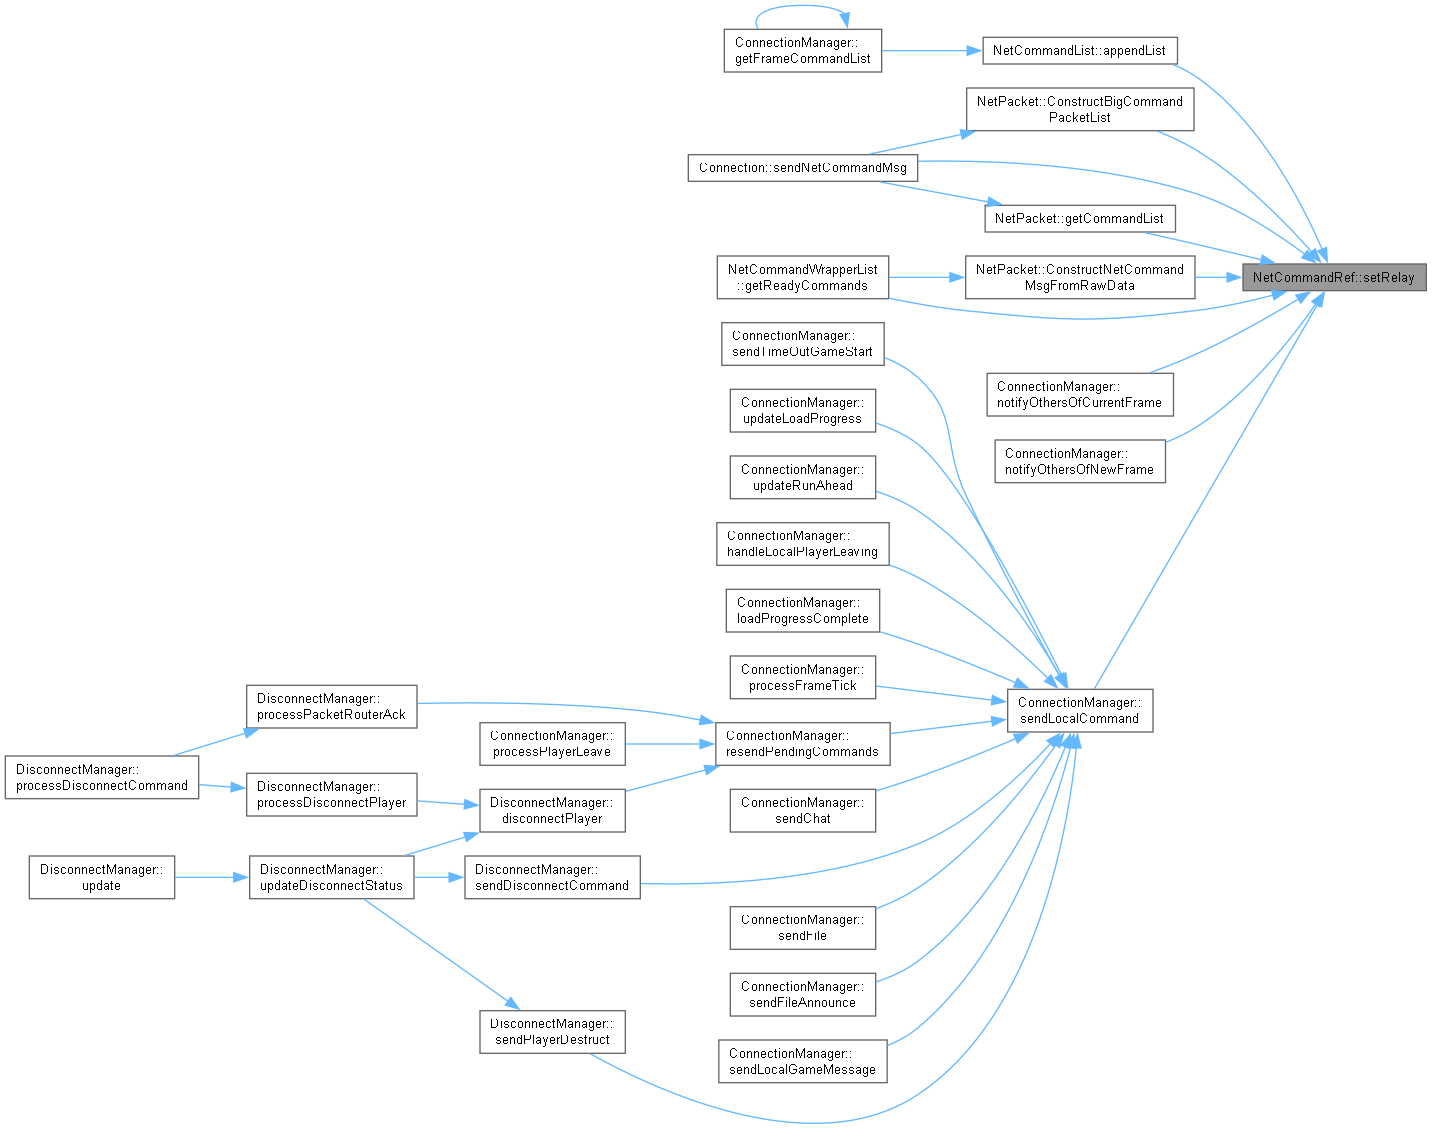 ConnectionManager::
getFrameCommandList
NetCommandList::appendList
NetPacket::ConstructBigCommand
PacketList
Connection::sendNetCommandMsg
NetPacket::getCommandList
NetCommandWrapperList
::getReadyCommands
NetPacket::ConstructNetCommand
MsgFromRawData
NetCommandRef::setRelay
ConnectionManager::
sendTimeOutGameStart
ConnectionManager::
notifyOthersOfCurrentFrame
ConnectionManager::
updateLoadProgress
ConnectionManager::
notifyOthersOfNewFrame
ConnectionManager::
updateRunAhead
ConnectionManager::
handleLocalPlayerLeaving
ConnectionManager::
loadProgressComplete
ConnectionManager::
processFrameTick
DisconnectManager::
processPacketRouterAck
ConnectionManager::
sendLocalCommand
ConnectionManager::
processPlayerLeave
ConnectionManager::
resendPendingCommands
DisconnectManager::
processDisconnectCommand
DisconnectManager::
processDisconnectPlayer
DisconnectManager::
disconnectPlayer
ConnectionManager::
sendChat
DisconnectManager::
update
DisconnectManager::
updateDisconnectStatus
DisconnectManager::
sendDisconnectCommand
ConnectionManager::
sendFile
ConnectionManager::
sendFileAnnounce
DisconnectManager::
sendPlayerDestruct
ConnectionManager::
sendLocalGameMessage